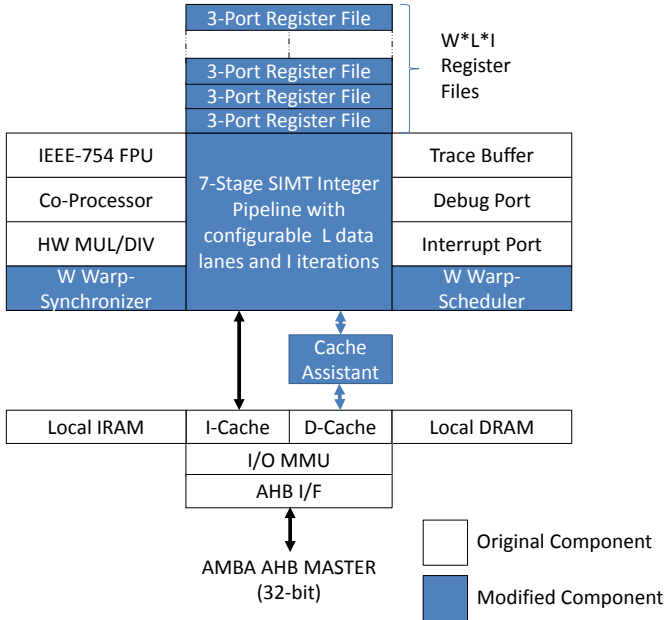 3-Port Register File
W*L*I
Register
Files
3-Port Register File
3-Port Register File
3-Port Register File
IEEE-754 FPU
Co-Processor
HW MUL/DIV
W Warp-
Synchronizer
7-Stage SIMT Integer
Pipeline with
configurable L data
lanes and I iterations
Trace Buffer
Debug Port
Interrupt Port
W Warp-
Scheduler
Cache
Assistant
Local IRAM
I-Cache
D-Cache
Local DRAM
I/O MMU
AHB I/F
AMBA AHB MASTER
(32-bit)
Original Component
Modified Component